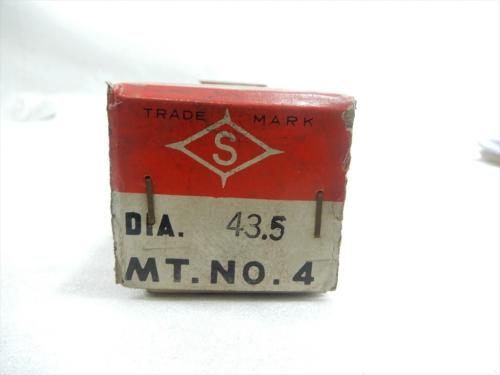 TRADE MARK
S
DIA. 43.5
MT. NO. 4